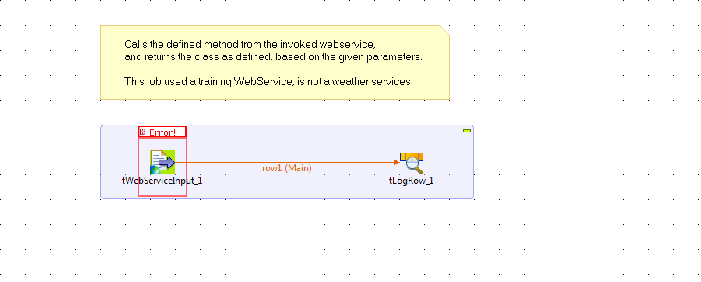 Calls the defined method from the invoked webservice,
and returns the class as defined, based on the given parameters.
This Job used a training WebService, is not a weather services
Errors!
row1 (Main)
tWebServiceInput_1
tLogRow_1